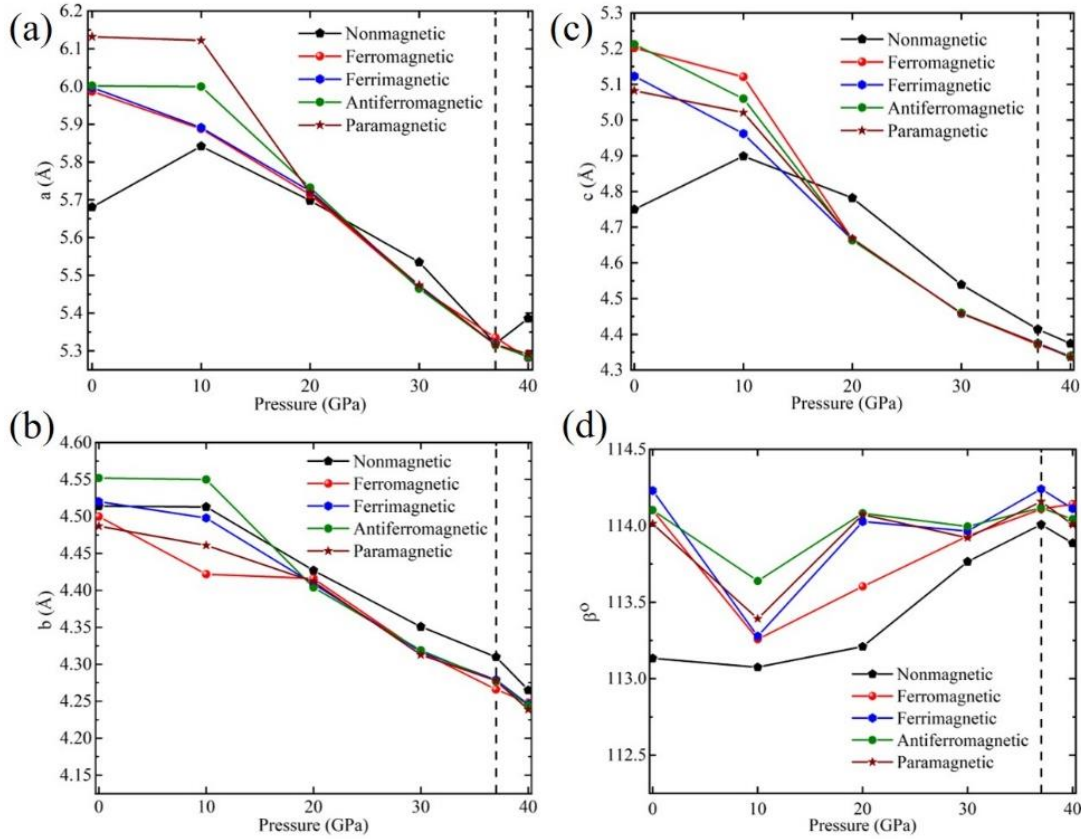 (a)
6.2
6.1
6.0
5.9
5.8
5.7
5.6
5.5
5.4
5.3
a (Å)
Nonmagnetic
Ferromagnetic
Ferrimagnetic
Antiferromagnetic
Paramagnetic
0 10 20 30 40
Pressure (GPa)
(c)
5.3
5.2
5.1
5.0
4.9
4.8
4.7
4.6
4.5
4.4
4.3
c (Å)
Nonmagnetic
Ferromagnetic
Ferrimagnetic
Antiferromagnetic
Paramagnetic
0 10 20 30 40
Pressure (GPa)
(b)
4.60
4.55
4.50
4.45
4.40
4.35
4.30
4.25
4.20
4.15
b (Å)
Nonmagnetic
Ferromagnetic
Ferrimagnetic
Antiferromagnetic
Paramagnetic
0 10 20 30 40
Pressure (GPa)
(d)
114.5
114.0
113.5
113.0
112.5
βº
Nonmagnetic
Ferromagnetic
Ferrimagnetic
Antiferromagnetic
Paramagnetic
0 10 20 30 40
Pressure (GPa)